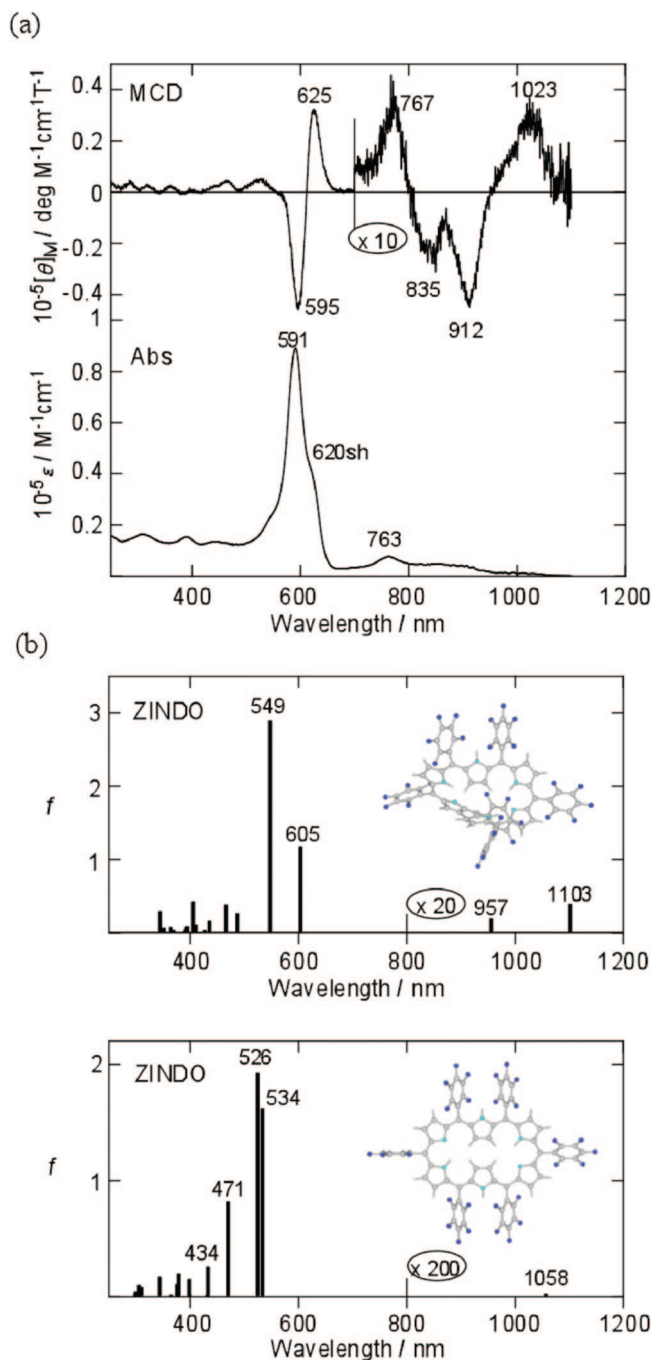 (a)
MCD
625
767
1023
0.4
0.2
0
-0.2
-0.4
10⁻⁵[θ]M / deg M⁻¹cm⁻¹T⁻¹
x 10
595
835
912
1
591
Abs
0.8
0.6
0.4
0.2
10⁻⁵ε / M⁻¹cm⁻¹
620sh
763
400 600 800 1000 1200
Wavelength / nm
(b)
ZINDO
549
3
2
1
f
605
x 20
957
1103
400 600 800 1000 1200
Wavelength / nm
ZINDO
526
534
2
1
f
471
434
x 200
1058
400 600 800 1000 1200
Wavelength / nm